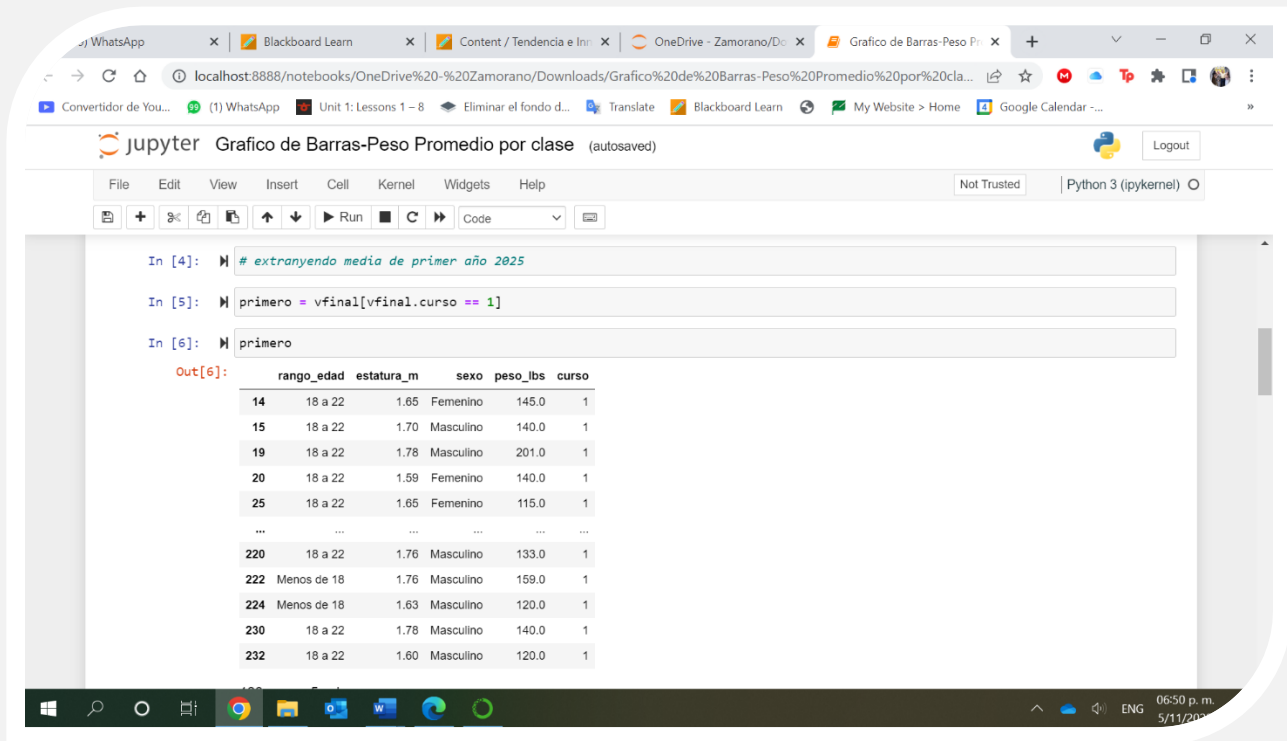 WhatsApp Blackboard Learn Content / Tendencia e Inn OneDrive - Zamorano/Do Grafico de Barras-Peso Pr
localhost:8888/notebooks/OneDrive%20-%20Zamorano/Downloads/Grafico%20de%20Barras-Peso%20Promedio%20por%20cla...
Convertidor de You... (1) WhatsApp Unit 1: Lessons 1 – 8 Eliminar el fondo d... Translate Blackboard Learn My Website > Home Google Calendar -... »
jupyter Grafico de Barras-Peso Promedio por clase (autosaved) Logout
File Edit View Insert Cell Kernel Widgets Help Not Trusted Python 3 (ipykernel)
Run Code
In [4]: # extranyendo media de primer año 2025
In [5]: primero = vfinal[vfinal.curso == 1]
In [6]: primero
Out[6]:
rango_edad estatura_m sexo peso_lbs curso
14 18 a 22 1.65 Femenino 145.0 1
15 18 a 22 1.70 Masculino 140.0 1
19 18 a 22 1.78 Masculino 201.0 1
20 18 a 22 1.59 Femenino 140.0 1
25 18 a 22 1.65 Femenino 115.0 1
... ... ... ... ... ...
220 18 a 22 1.76 Masculino 133.0 1
222 Menos de 18 1.76 Masculino 159.0 1
224 Menos de 18 1.63 Masculino 120.0 1
230 18 a 22 1.78 Masculino 140.0 1
232 18 a 22 1.60 Masculino 120.0 1
ENG 06:50 p. m.
5/11/202